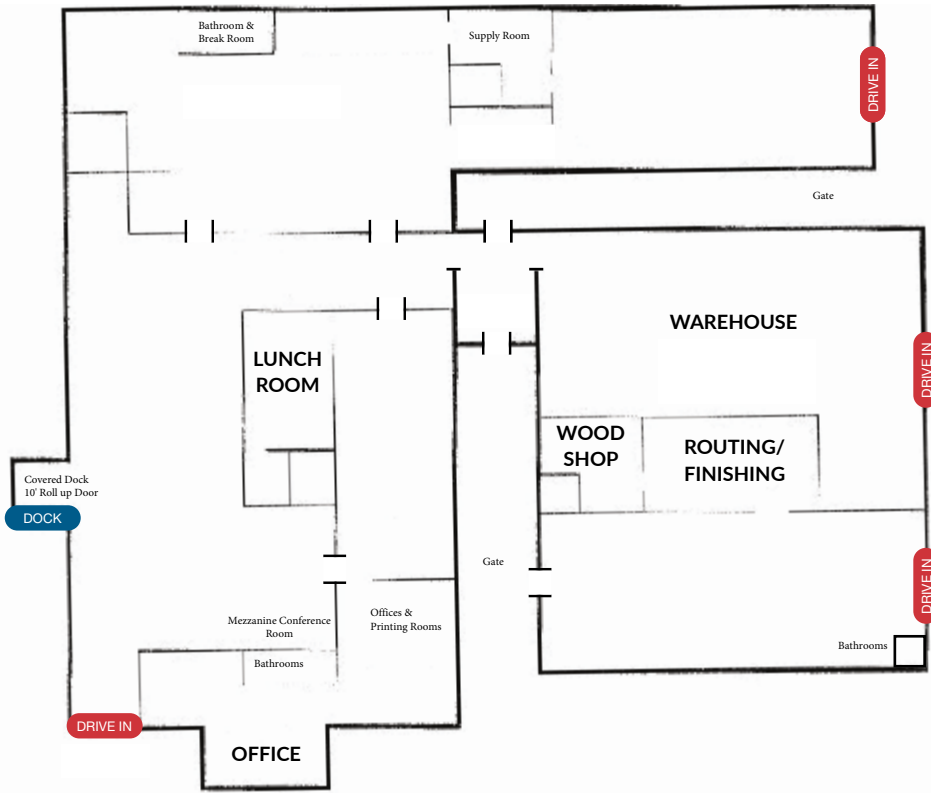 Bathroom &
Break Room
Supply Room
DRIVE IN
Gate
WAREHOUSE
DRIVE IN
LUNCH
ROOM
WOOD
SHOP
ROUTING/
FINISHING
Covered Dock
10' Roll up Door
DOCK
Gate
DRIVE IN
Mezzanine Conference
Room
Offices &
Printing Rooms
Bathrooms
Bathrooms
DRIVE IN
OFFICE